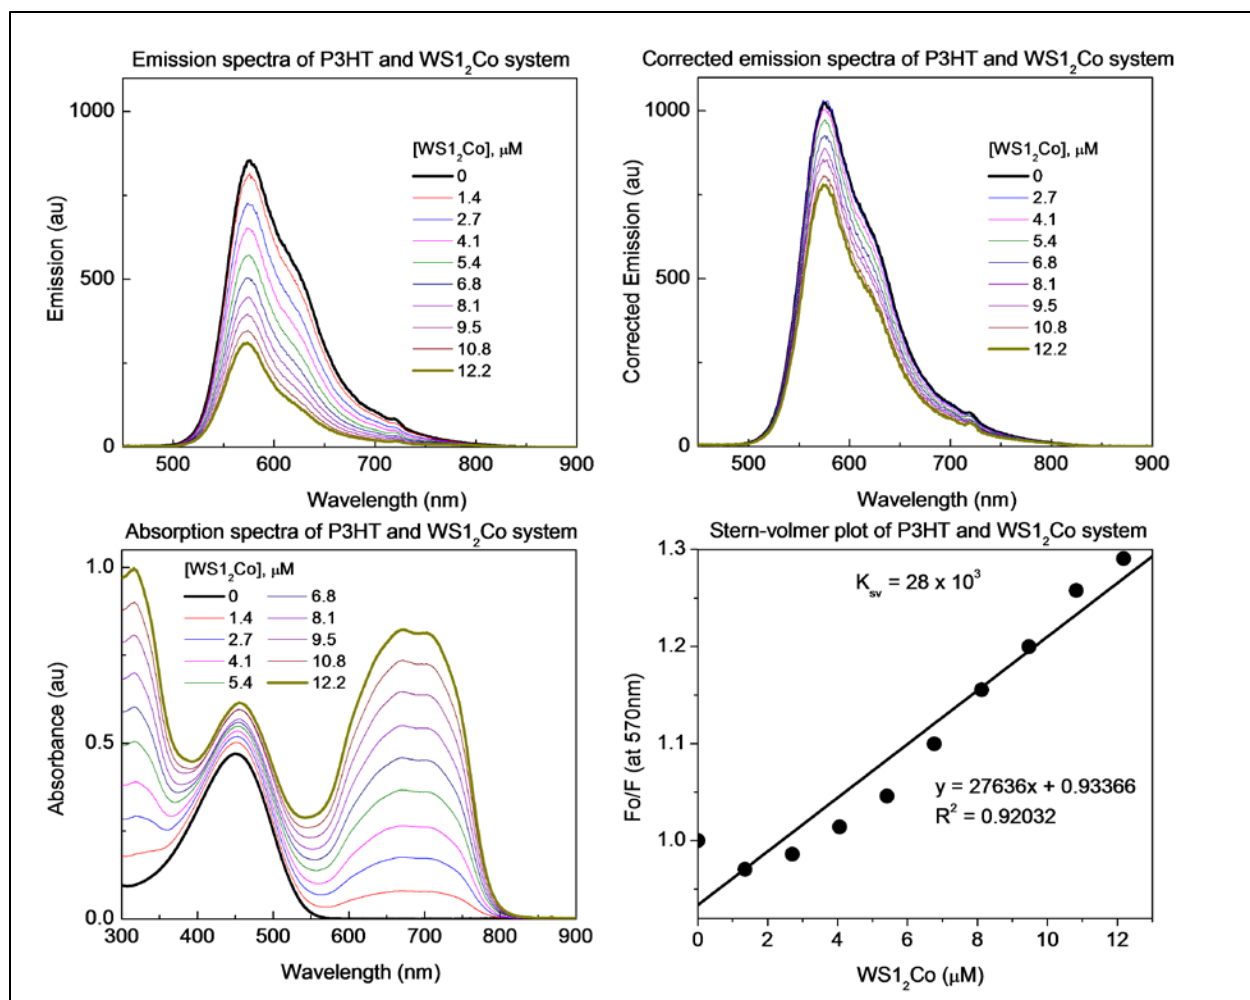 Emission spectra of P3HT and WS1₂Co system
1000
500
0
Emission (au)
[WS1₂Co], μM
0
1.4
2.7
4.1
5.4
6.8
8.1
9.5
10.8
12.2
500 600 700 800 900
Wavelength (nm)
Corrected emission spectra of P3HT and WS1₂Co system
1000
500
0
Corrected Emission (au)
[WS1₂Co], μM
0
2.7
4.1
5.4
6.8
8.1
9.5
10.8
12.2
500 600 700 800 900
Wavelength (nm)
Absorption spectra of P3HT and WS1₂Co system
1.0
0.5
0.0
Absorbance (au)
[WS1₂Co], μM
0 6.8
1.4 8.1
2.7 9.5
4.1 10.8
5.4 12.2
300 400 500 600 700 800 900
Wavelength (nm)
Stern-volmer plot of P3HT and WS1₂Co system
1.3
1.2
1.1
1.0
Fo/F (at 570nm)
Kₛᵥ = 28 x 10³
y = 27636x + 0.93366
R² = 0.92032
0 2 4 6 8 10 12
WS1₂Co (μM)